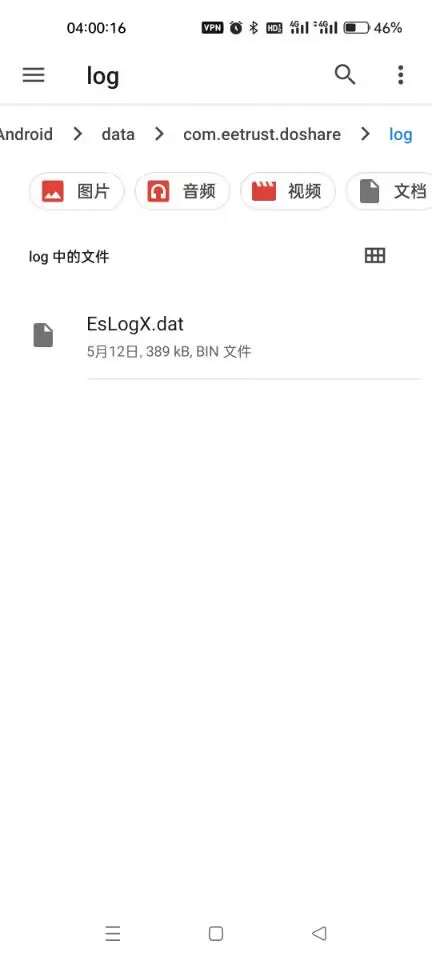 04:00:16 VPN HD 4G 4G 46%
log
Android > data > com.eetrust.doshare > log
图片 音频 视频 文档
log 中的文件
EsLogX.dat
5月12日, 389 kB, BIN 文件